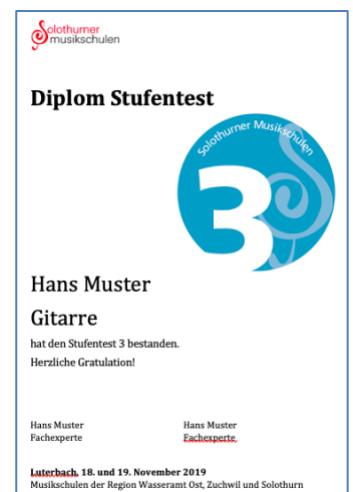 Solothurner
musikschulen
Diplom Stufentest
Solothurner Musikschulen
3
Hans Muster
Gitarre
hat den Stufentest 3 bestanden.
Herzliche Gratulation!
Hans Muster Hans Muster
Fachexperte Fachexperte
Luterbach, 18. und 19. November 2019
Musikschulen der Region Wasseramt Ost, Zuchwil und Solothurn